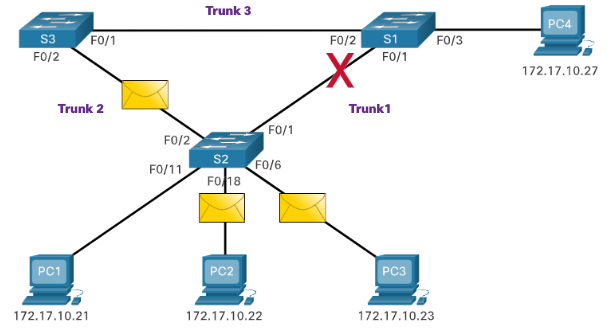 Trunk 3
S3
F0/1
F0/2
S1
F0/3
PC4
F0/2
F0/1
172.17.10.27
Trunk 2
Trunk1
F0/2
F0/1
S2
F0/11
F0/6
F0/18
PC1
PC2
PC3
172.17.10.21
172.17.10.22
172.17.10.23